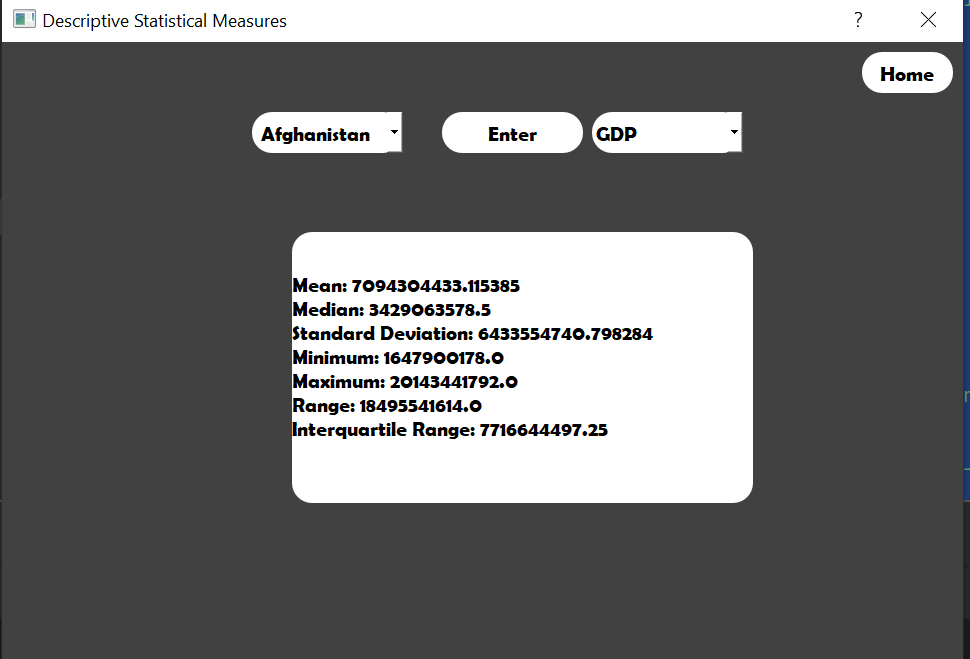 Descriptive Statistical Measures
?
Home
Afghanistan
Enter
GDP
Mean: 7094304433.115385
Median: 3429063578.5
Standard Deviation: 6433554740.798284
Minimum: 1647900178.0
Maximum: 20143441792.0
Range: 18495541614.0
Interquartile Range: 7716644497.25